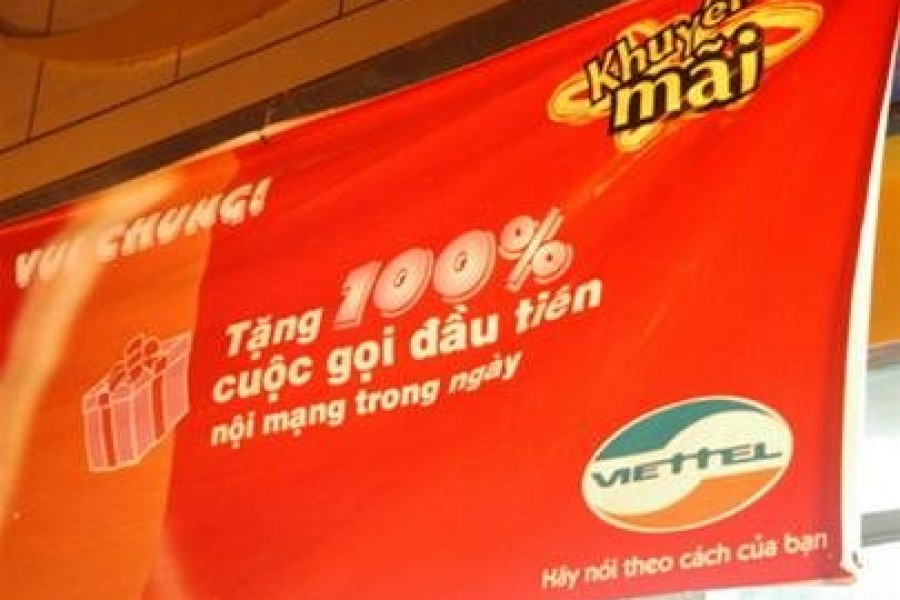 Khuyến
mãi
VUI CHUNG!
Tặng 100%
cuộc gọi đầu tiên
nội mạng trong ngày
VIETTEL
Hãy nói theo cách của bạn